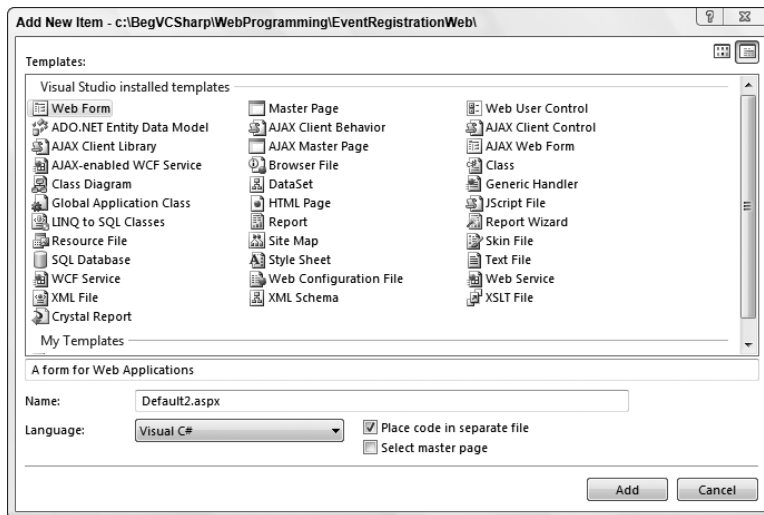 Add New Item - c:\BegVCSharp\WebProgramming\EventRegistrationWeb\
Templates:
Visual Studio installed templates
Web Form Master Page Web User Control
ADO.NET Entity Data Model AJAX Client Behavior AJAX Client Control
AJAX Client Library AJAX Master Page AJAX Web Form
AJAX-enabled WCF Service Browser File Class
Class Diagram DataSet Generic Handler
Global Application Class HTML Page JScript File
LINQ to SQL Classes Report Report Wizard
Resource File Site Map Skin File
SQL Database Style Sheet Text File
WCF Service Web Configuration File Web Service
XML File XML Schema XSLT File
Crystal Report
My Templates
A form for Web Applications
Name: Default2.aspx
Language: Visual C# Place code in separate file
Select master page
Add Cancel